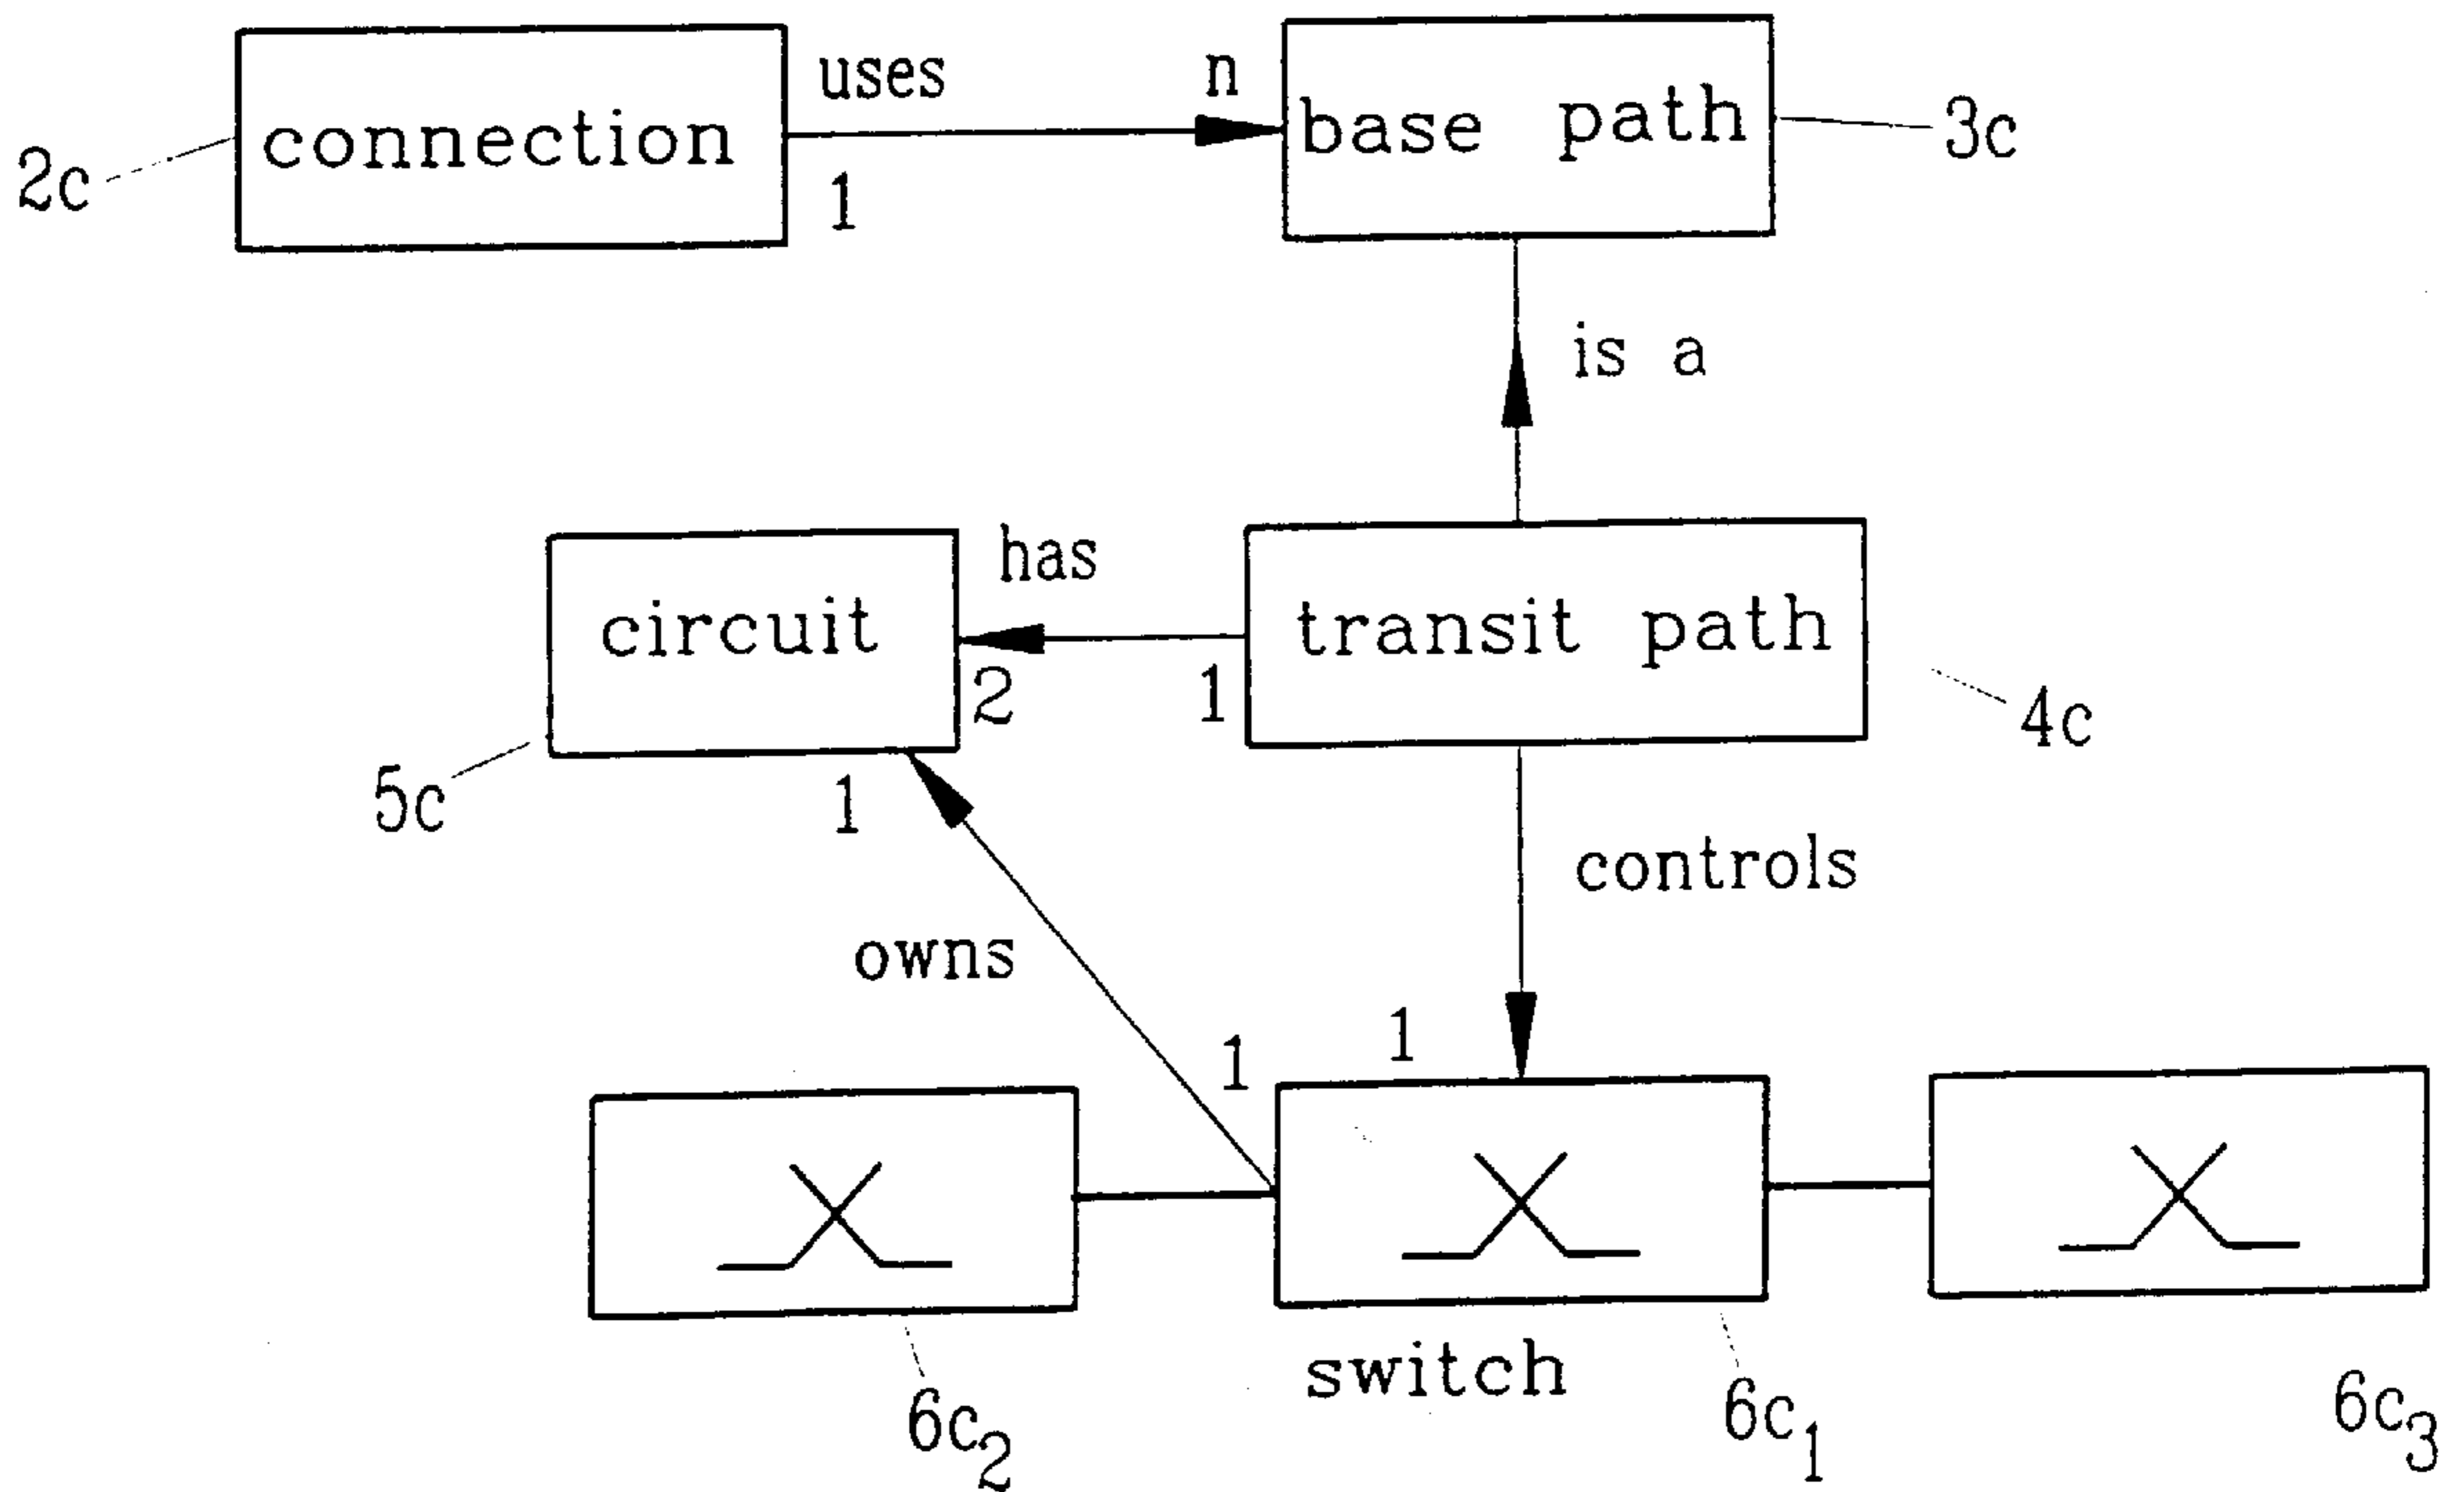 uses n
connection base path 3c
2c 1
is a
has
circuit transit path
2 1
4c
5c 1
controls
owns
1 1
switch
6c₂ 6c₁ 6c₃